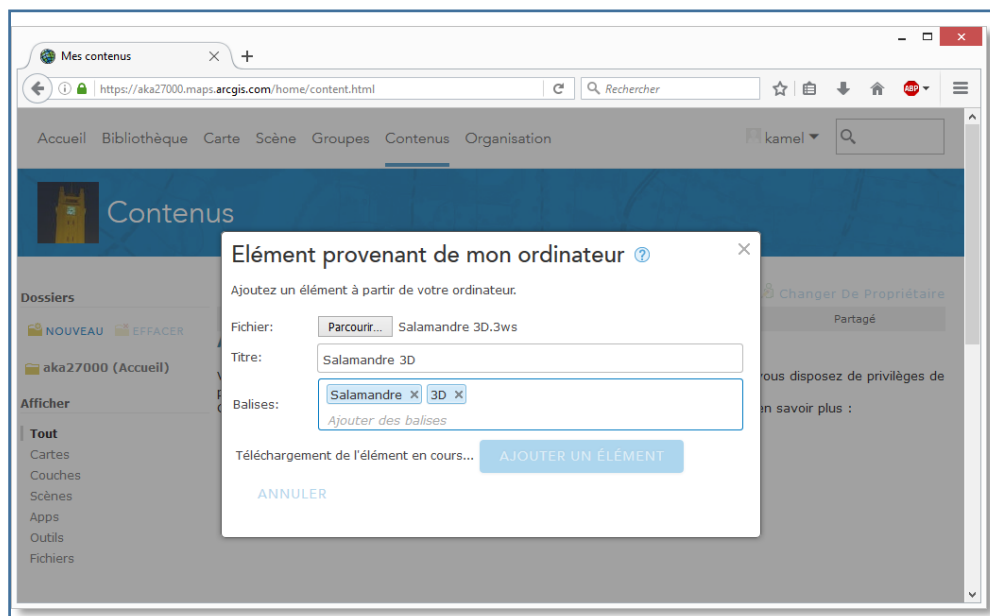 Mes contenus
https://aka27000.maps.arcgis.com/home/content.html
Rechercher
ABP
Accueil Bibliothèque Carte Scène Groupes Contenus Organisation
kamel
Contenus
Elément provenant de mon ordinateur ?
Ajoutez un élément à partir de votre ordinateur.
Changer De Propriétaire
Dossiers
Partagé
Fichier: Parcourir... Salamandre 3D.3ws
NOUVEAU EFFACER
Titre: Salamandre 3D
aka27000 (Accueil)
vous disposez de privilèges de
Balises: Salamandre × 3D ×
Ajouter des balises
Afficher
en savoir plus :
Tout
Cartes
Téléchargement de l'élément en cours... AJOUTER UN ÉLÉMENT
Couches
Scènes
ANNULER
Apps
Outils
Fichiers